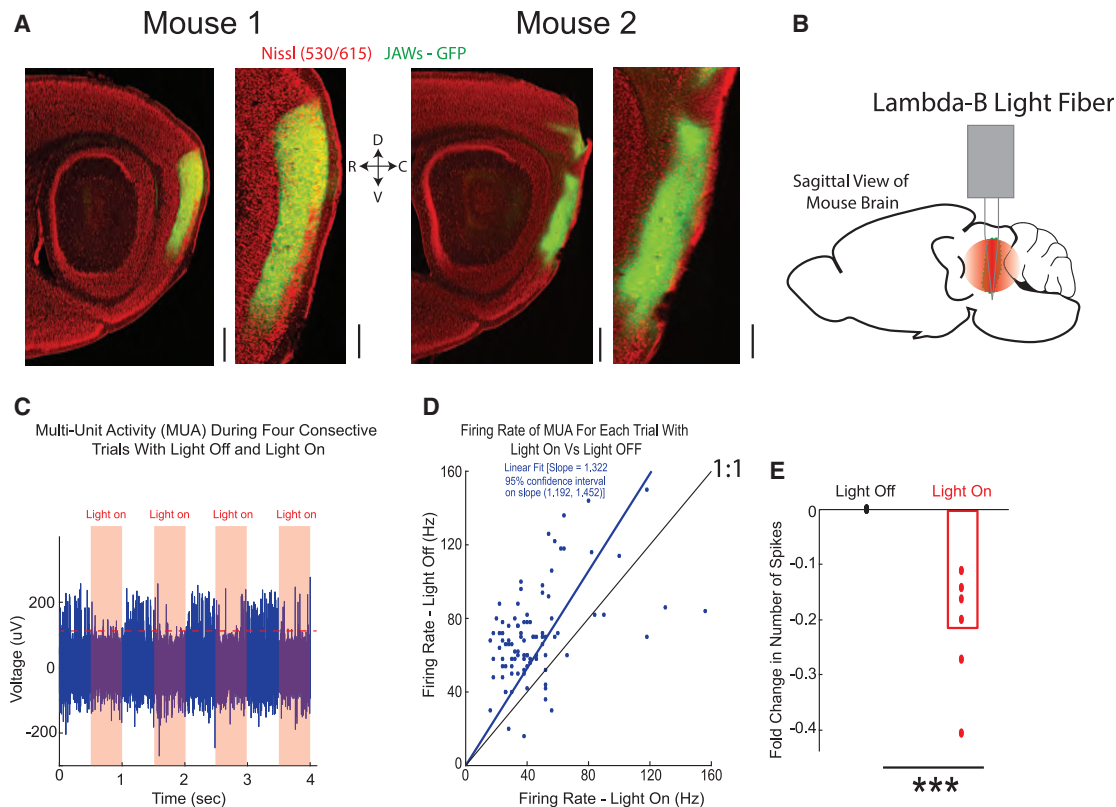 A
Mouse 1
Mouse 2
Nissl (530/615) JAWs - GFP
D
R C
V
B
Lambda-B Light Fiber
Sagittal View of
Mouse Brain
C
Multi-Unit Activity (MUA) During Four Consective
Trials With Light Off and Light On
Light on Light on Light on Light on
200
0
-200
Voltage (uV)
0 1 2 3 4
Time (sec)
D
Firing Rate of MUA For Each Trial With
Light On Vs Light OFF
Linear Fit [Slope = 1,322
95% confidence interval
on slope (1,192, 1,452)]
1:1
160
120
80
40
0
Firing Rate - Light Off (Hz)
0 40 80 120 160
Firing Rate - Light On (Hz)
E
Light Off Light On
0
-0.1
-0.2
-0.3
-0.4
Fold Change in Number of Spikes
***